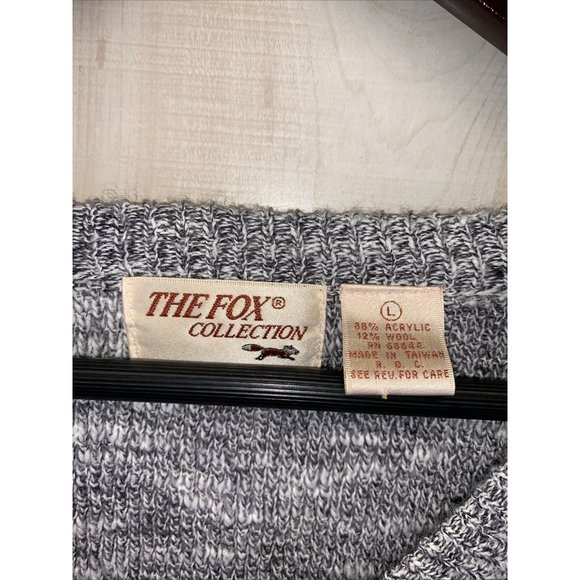 THE FOX®
COLLECTION
L
88% ACRYLIC
12% WOOL
MADE IN TAIWAN
R. O. C.
SEE REV. FOR CARE